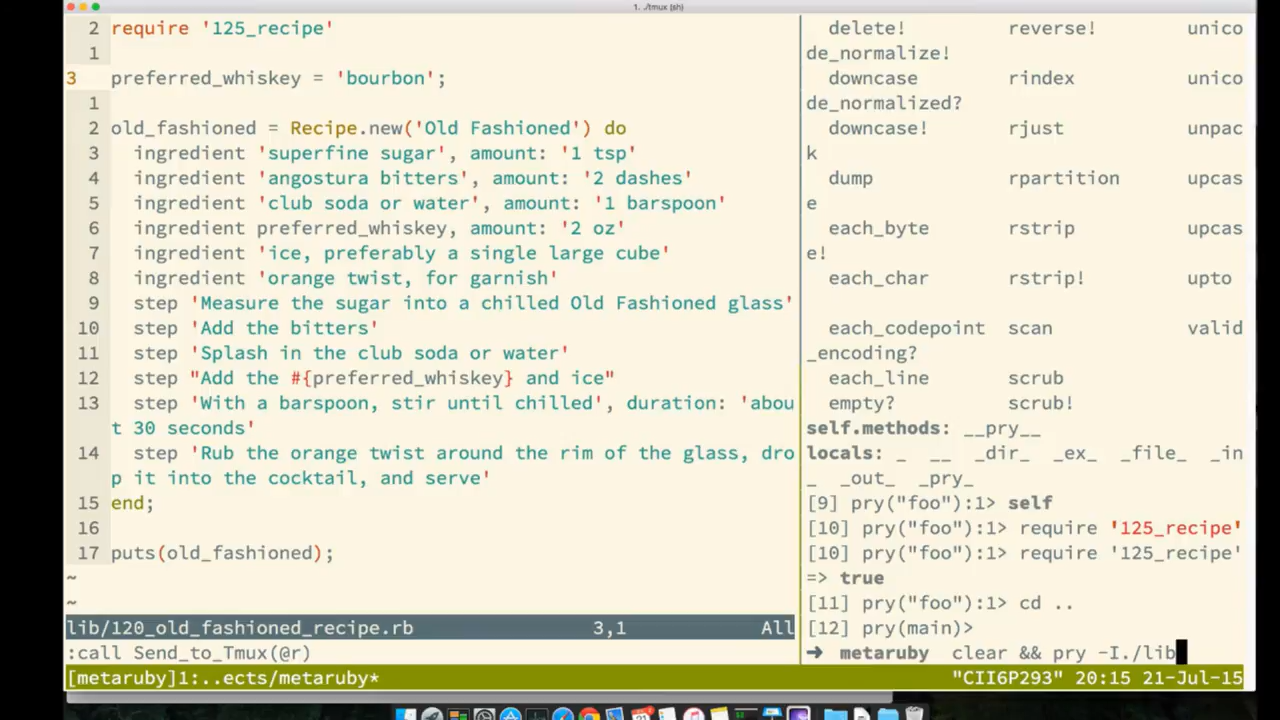 1. ./tmux (sh)
2 require '125_recipe'
1
3 preferred_whiskey = 'bourbon';
1
2 old_fashioned = Recipe.new('Old Fashioned') do
3 ingredient 'superfine sugar', amount: '1 tsp'
4 ingredient 'angostura bitters', amount: '2 dashes'
5 ingredient 'club soda or water', amount: '1 barspoon'
6 ingredient preferred_whiskey, amount: '2 oz'
7 ingredient 'ice, preferably a single large cube'
8 ingredient 'orange twist, for garnish'
9 step 'Measure the sugar into a chilled Old Fashioned glass'
10 step 'Add the bitters'
11 step 'Splash in the club soda or water'
12 step "Add the #{preferred_whiskey} and ice"
13 step 'With a barspoon, stir until chilled', duration: 'abou
t 30 seconds'
14 step 'Rub the orange twist around the rim of the glass, dro
p it into the cocktail, and serve'
15 end;
16
17 puts(old_fashioned);
~
~
lib/120_old_fashioned_recipe.rb 3,1 All
:call Send_to_Tmux(@r)
delete! reverse! unico
de_normalize!
downcase rindex unico
de_normalized?
downcase! rjust unpac
k
dump rpartition upcas
e
each_byte rstrip upcas
e!
each_char rstrip! upto
each_codepoint scan valid
_encoding?
each_line scrub
empty? scrub!
self.methods: __pry__
locals: _ __ _dir_ _ex_ _file_ _in
_ _out_ _pry_
[9] pry("foo"):1> self
[10] pry("foo"):1> require '125_recipe'
[10] pry("foo"):1> require '125_recipe'
=> true
[11] pry("foo"):1> cd ..
[12] pry(main)>
➜ metaruby clear && pry -I./lib
[metaruby]1:..ects/metaruby* "CII6P293" 20:15 21-Jul-15